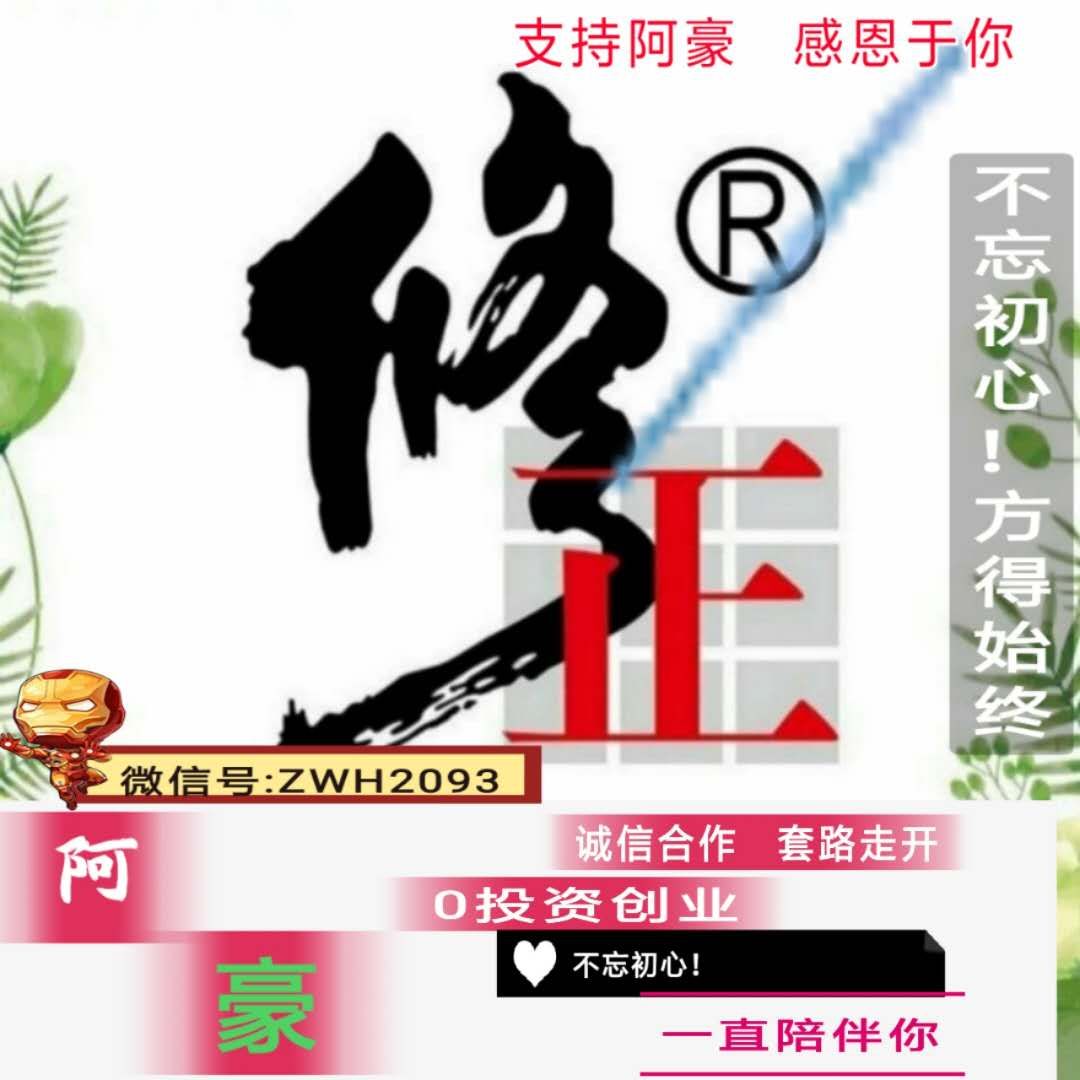 支持阿豪 感恩于你
修正®
不忘初心!方得始终
微信号:ZWH2093
阿豪
诚信合作 套路走开
0投资创业
不忘初心!
一直陪伴你